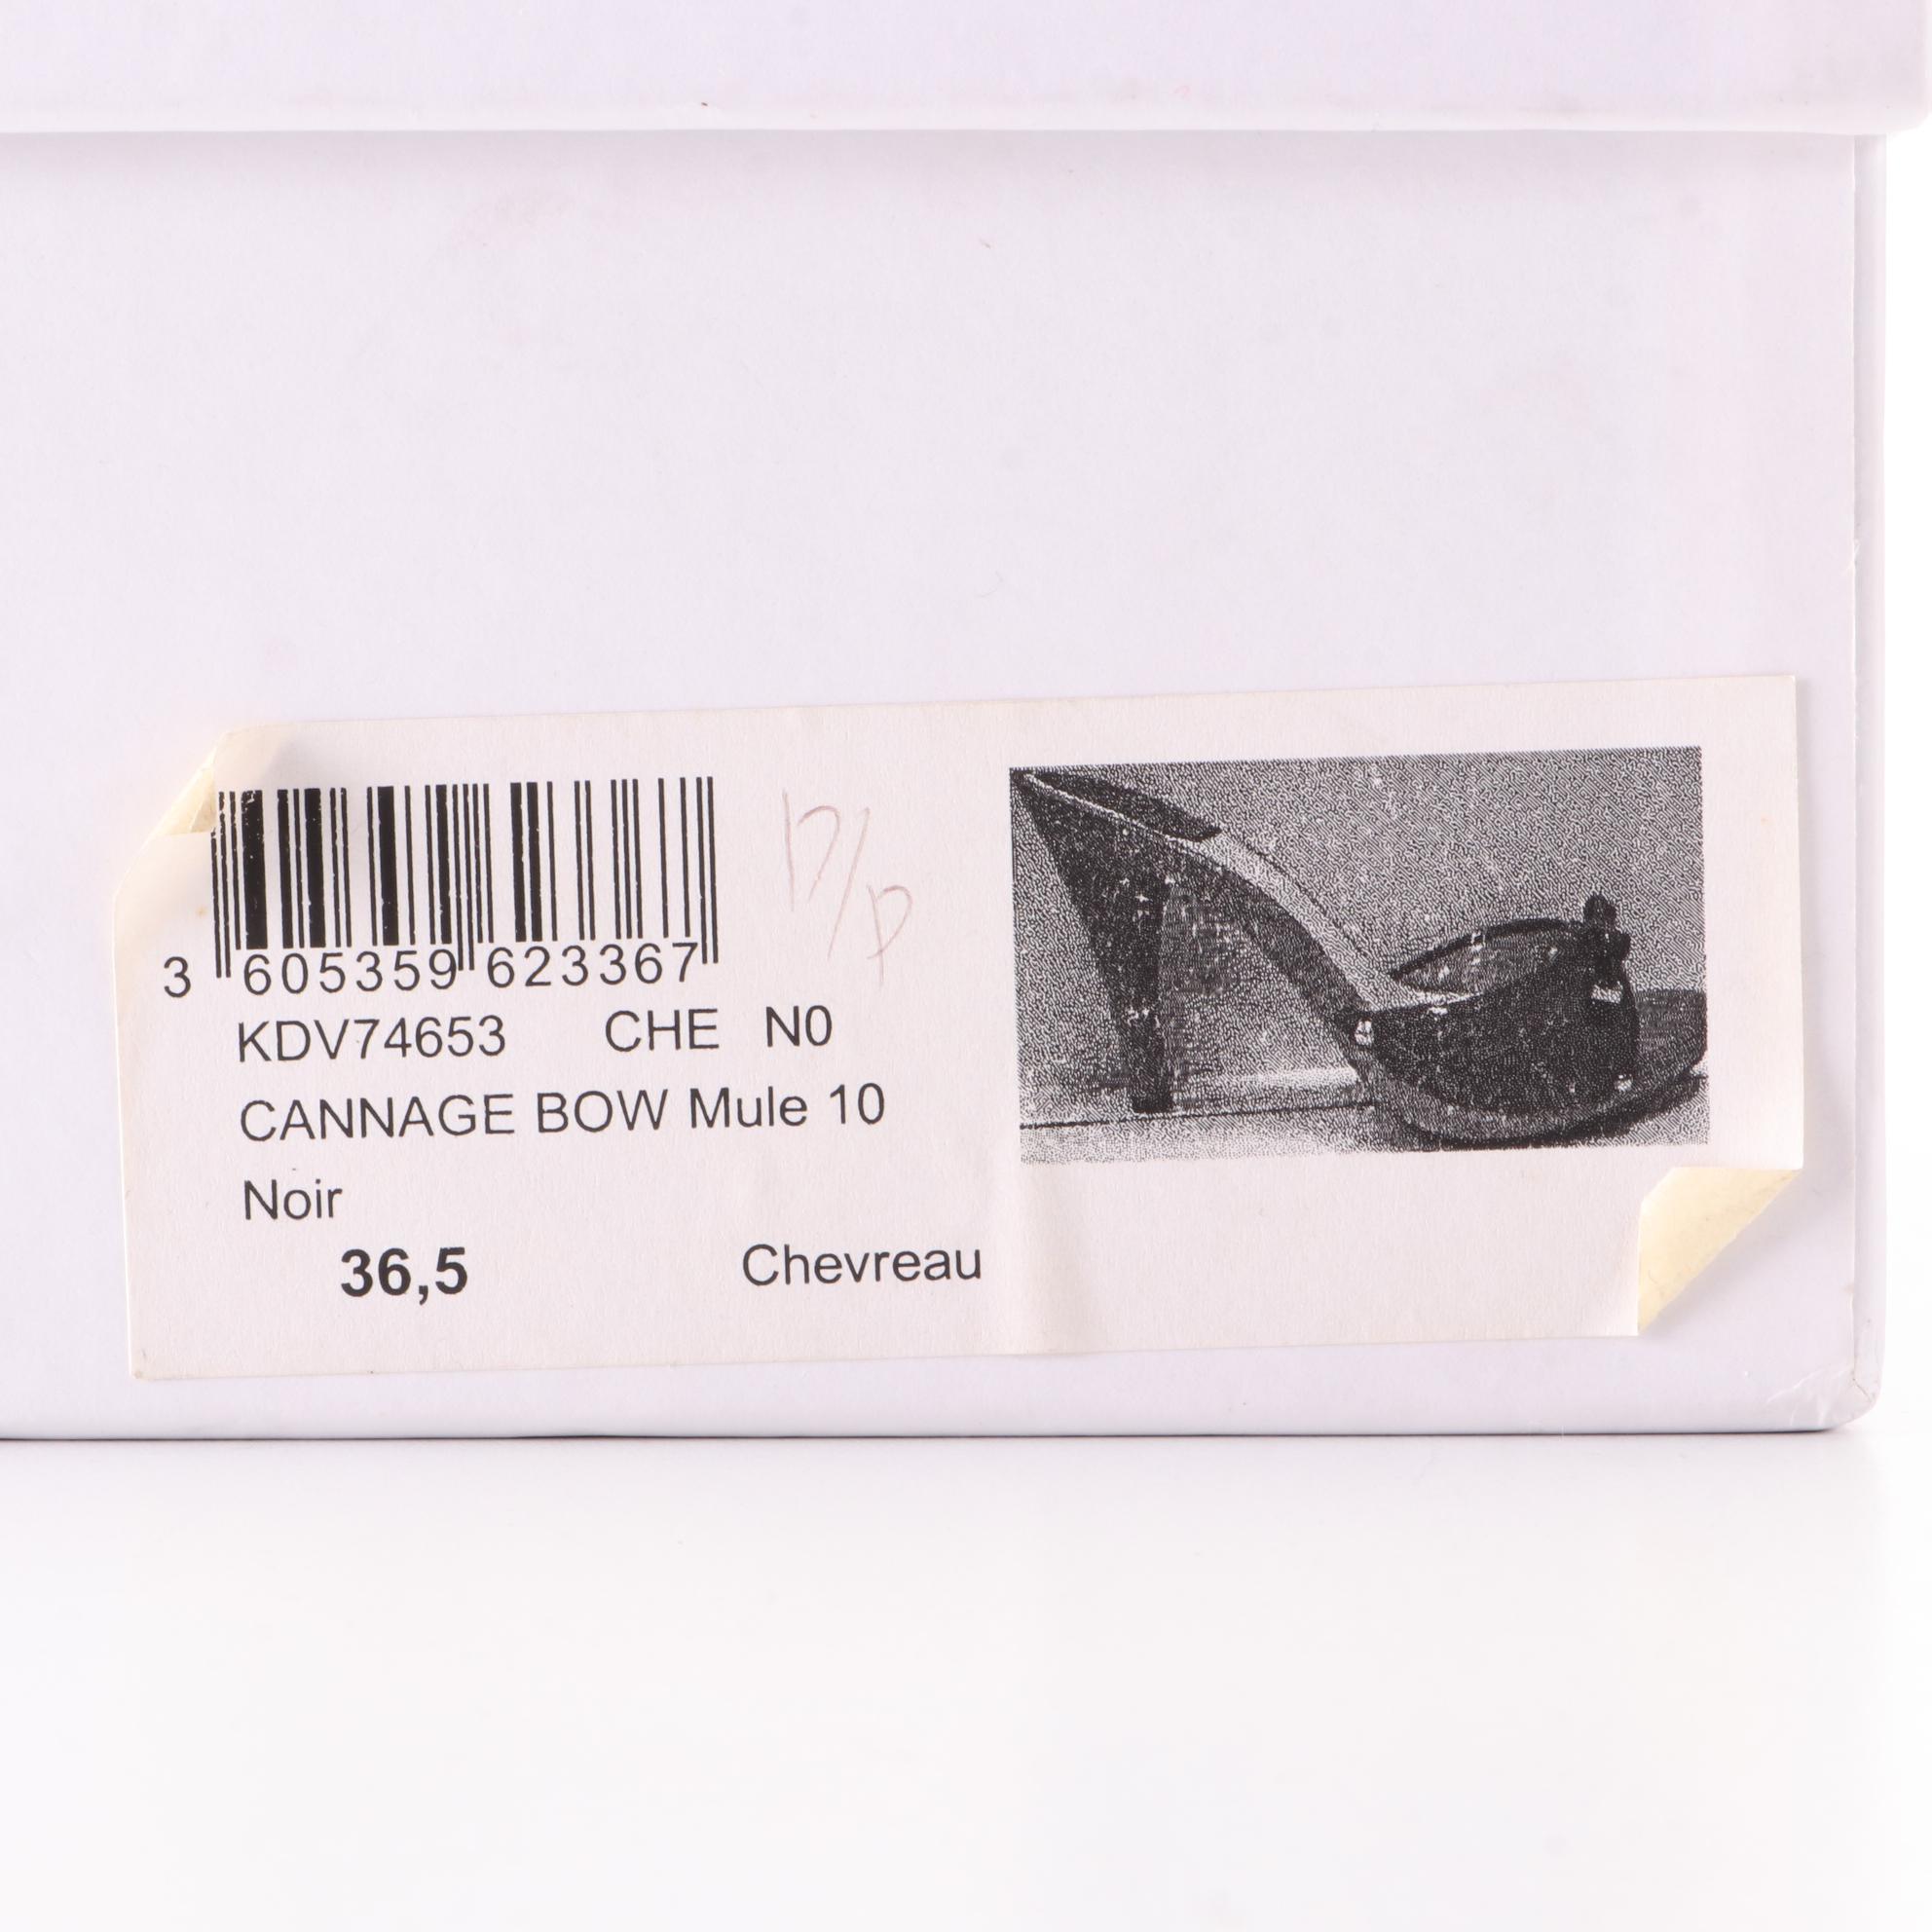 3 605359 623367
KDV74653 CHE N0
CANNAGE BOW Mule 10
Noir
36,5 Chevreau